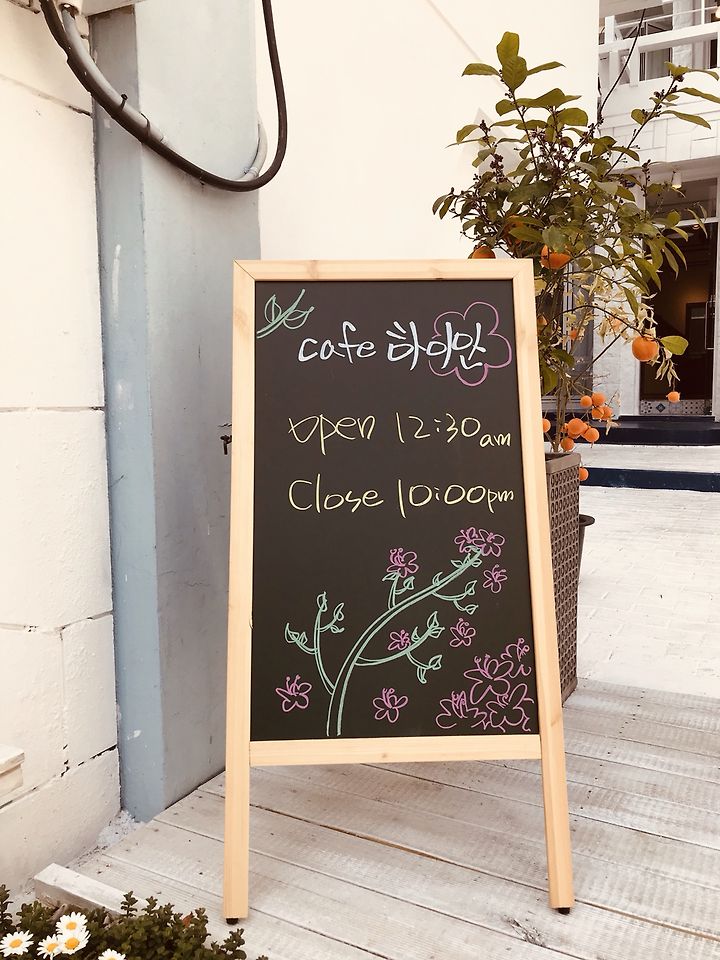 cafe 하이안
open 12:30am
Close 10:00pm